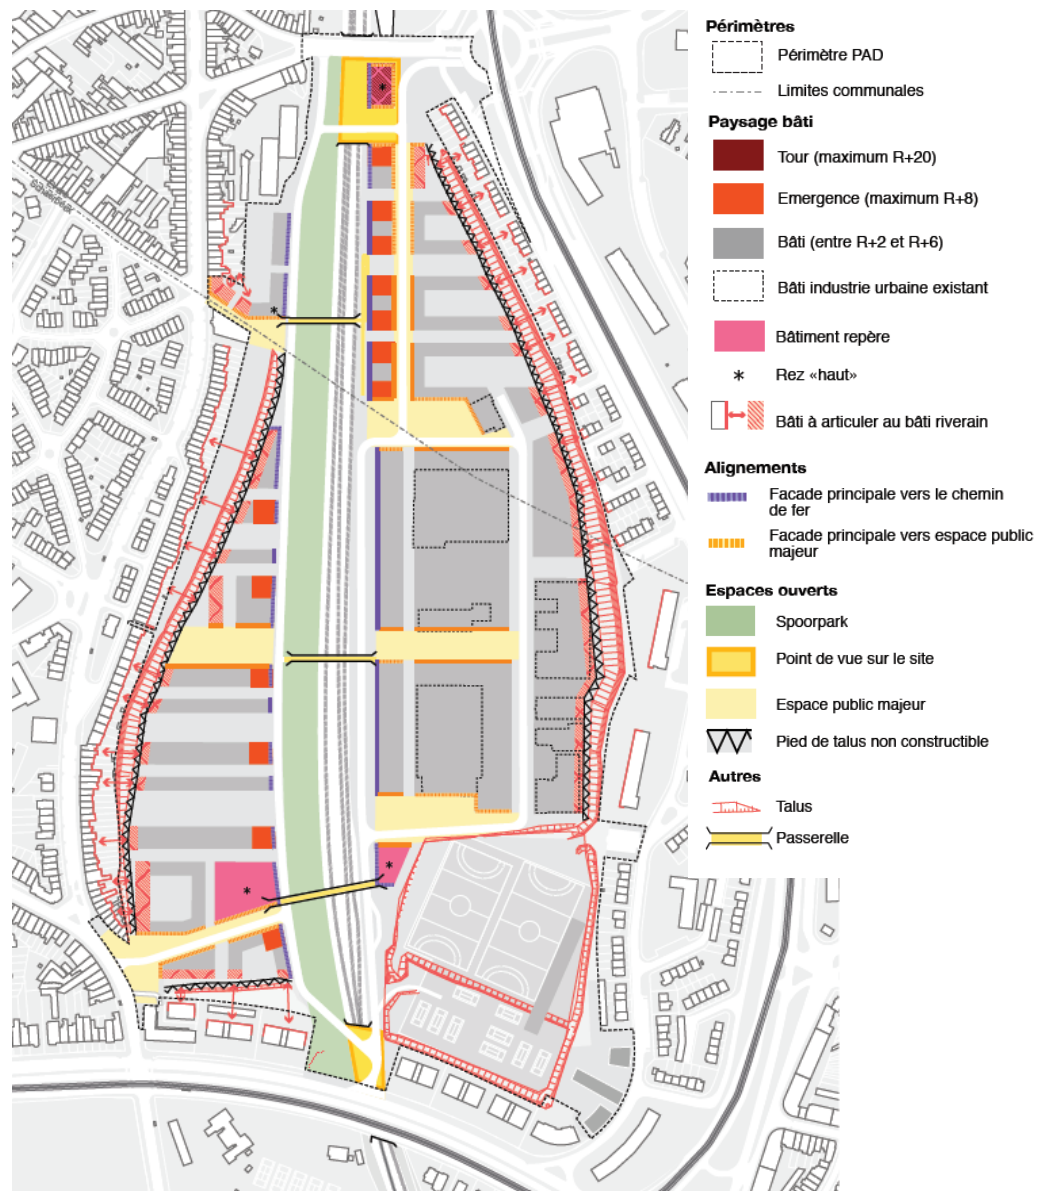 Périmètres
Périmètre PAD
Limites communales
Paysage bâti
Tour (maximum R+20)
Emergence (maximum R+8)
Bâti (entre R+2 et R+6)
Bâti industrie urbaine existant
Bâtiment repère
Rez «haut»
Bâti à articuler au bâti riverain
Alignements
Facade principale vers le chemin
de fer
Facade principale vers espace public
majeur
Espaces ouverts
Spoorpark
Point de vue sur le site
Espace public majeur
Pied de talus non constructible
Autres
Talus
Passerelle